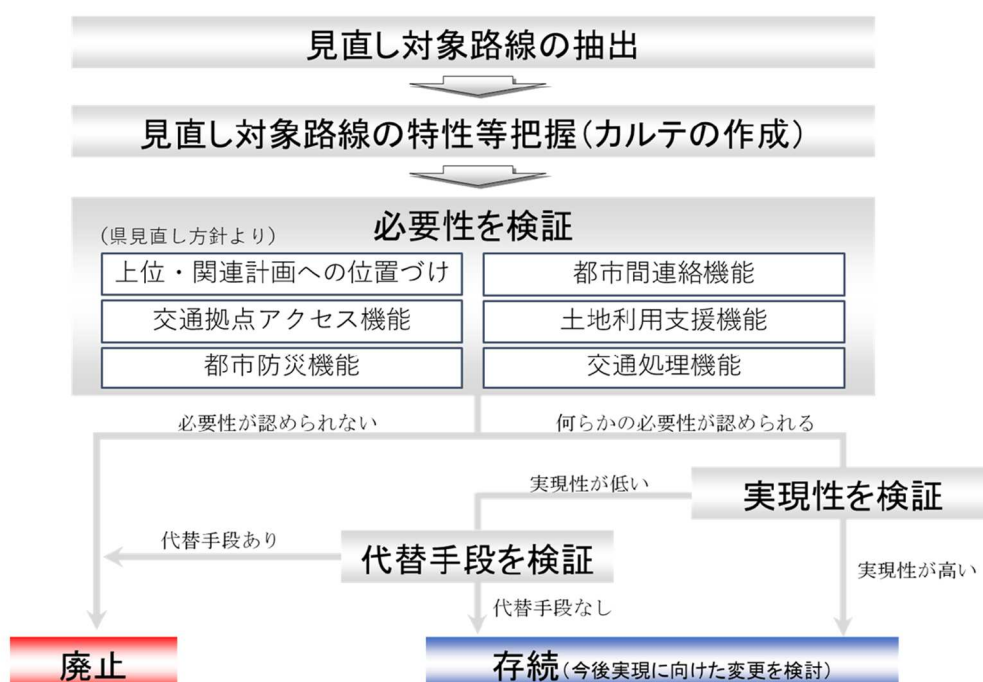 見直し対象路線の抽出
見直し対象路線の特性等把握(カルテの作成)
必要性を検証
(県見直し方針より)
上位・関連計画への位置づけ
都市間連絡機能
交通拠点アクセス機能
土地利用支援機能
都市防災機能
交通処理機能
必要性が認められない
何らかの必要性が認められる
実現性が低い
実現性を検証
代替手段あり
代替手段を検証
実現性が高い
代替手段なし
廃止
存続(今後実現に向けた変更を検討)